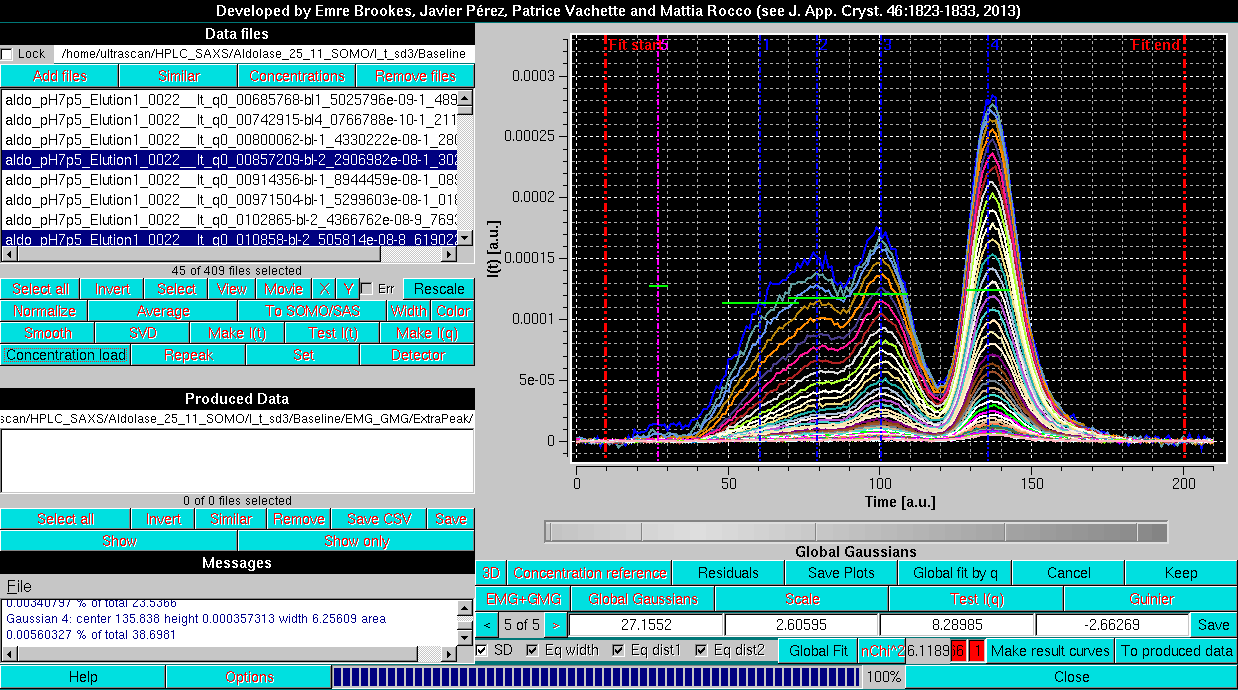 Developed by Emre Brookes, Javier Pérez, Patrice Vachette and Mattia Rocco (see J. App. Cryst. 46:1823-1833, 2013)
Data files
Lock /home/ultrascan/HPLC_SAXS/Aldolase_25_11_SOMO/I_t_sd3/Baseline
Add files Similar Concentrations Remove files
aldo_pH7p5_Elution1_0022__It_q0_00685768-bl1_5025796e-09-1_489
aldo_pH7p5_Elution1_0022__It_q0_00742915-bl4_0766788e-10-1_211
aldo_pH7p5_Elution1_0022__It_q0_00800062-bl-1_4330222e-08-1_280
aldo_pH7p5_Elution1_0022__It_q0_00857209-bl-2_2906982e-08-1_302
aldo_pH7p5_Elution1_0022__It_q0_00914356-bl-1_8944459e-08-1_089
aldo_pH7p5_Elution1_0022__It_q0_00971504-bl-1_5299603e-08-1_018
aldo_pH7p5_Elution1_0022__It_q0_0102865-bl-2_4366762e-08-9_7693
aldo_pH7p5_Elution1_0022__It_q0_010858-bl-2_505814e-08-8_619022
45 of 409 files selected
Select all Invert Select View Movie X Y Err Rescale
Normalize Average To SOMO/SAS Width Color
Smooth SVD Make I(t) Test I(t) Make I(q)
Concentration load Repeak Set Detector
Produced Data
scan/HPLC_SAXS/Aldolase_25_11_SOMO/I_t_sd3/Baseline/EMG_GMG/ExtraPeak/
0 of 0 files selected
Select all Invert Similar Remove Save CSV Save
Show Show only
Messages
File
0.00340797 % of total 23.5366
Gaussian 4: center 135.838 height 0.000357313 width 6.25609 area
0.00560327 % of total 38.6981
Help Options 100% Close
Fit start 5 1 2 3 4 Fit end
0.0003
0.00025
0.0002
0.00015
0.0001
5e-05
0
I(t) [a.u.]
0 50 100 150 200
Time [a.u.]
Global Gaussians
3D Concentration reference Residuals Save Plots Global fit by q Cancel Keep
EMG+GMG Global Gaussians Scale Test I(q) Guinier
< 5 of 5 > 27.1552 2.60595 8.28985 -2.66269 Save
SD Eq width Eq dist1 Eq dist2 Global Fit nChi^2 6.1189 1 Make result curves To produced data